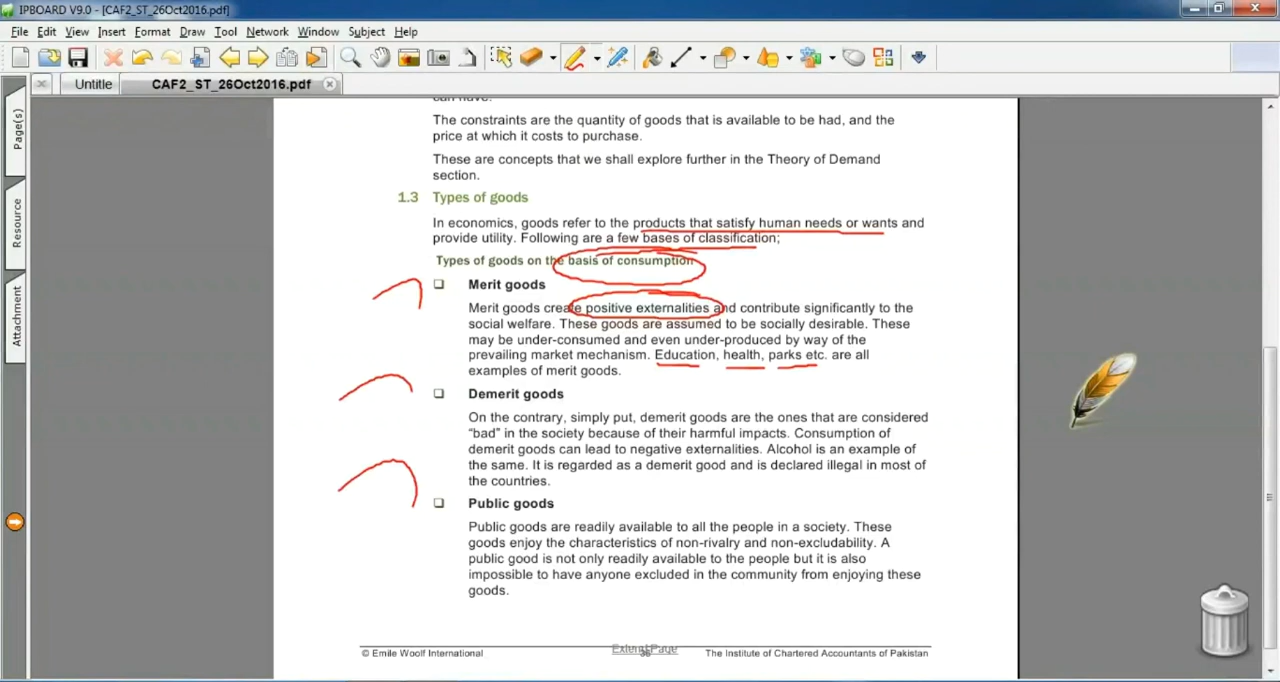 IPBOARD V9.0 - [CAF2_ST_26Oct2016.pdf]
File Edit View Insert Format Draw Tool Network Window Subject Help
Untitle CAF2_ST_26Oct2016.pdf
Page(s)
Resource
Attachment
can have.
The constraints are the quantity of goods that is available to be had, and the
price at which it costs to purchase.
These are concepts that we shall explore further in the Theory of Demand
section.
1.3 Types of goods
In economics, goods refer to the products that satisfy human needs or wants and
provide utility. Following are a few bases of classification;
Types of goods on the basis of consumption
Merit goods
Merit goods create positive externalities and contribute significantly to the
social welfare. These goods are assumed to be socially desirable. These
may be under-consumed and even under-produced by way of the
prevailing market mechanism. Education, health, parks etc. are all
examples of merit goods.
Demerit goods
On the contrary, simply put, demerit goods are the ones that are considered
“bad” in the society because of their harmful impacts. Consumption of
demerit goods can lead to negative externalities. Alcohol is an example of
the same. It is regarded as a demerit good and is declared illegal in most of
the countries.
Public goods
Public goods are readily available to all the people in a society. These
goods enjoy the characteristics of non-rivalry and non-excludability. A
public good is not only readily available to the people but it is also
impossible to have anyone excluded in the community from enjoying these
goods.
© Emile Woolf International Extend Page 36 The Institute of Chartered Accountants of Pakistan